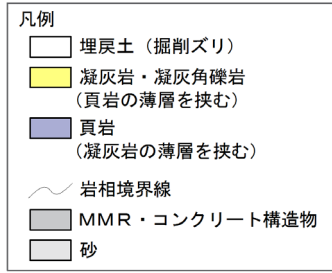 凡例
埋戻土（掘削ズリ）
凝灰岩・凝灰角礫岩
（頁岩の薄層を挟む）
頁岩
（凝灰岩の薄層を挟む）
岩相境界線
ＭＭＲ・コンクリート構造物
砂